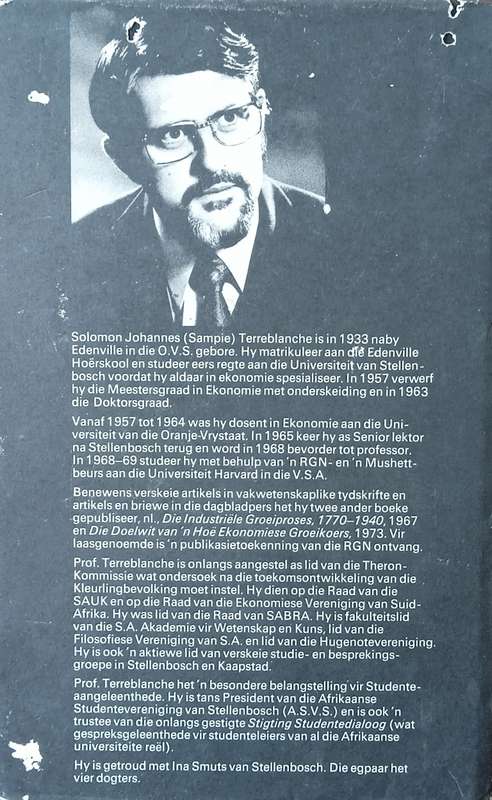 Solomon Johannes (Sampie) Terreblanche is in 1933 naby
Edenville in die O.V.S. gebore. Hy matrikuleer aan die Edenville
Hoërskool en studeer eers regte aan die Universiteit van Stellen-
bosch voordat hy aldaar in ekonomie spesialiseer. In 1957 verwerf
hy die Meestersgraad in Ekonomie met onderskeiding en in 1963
die Doktorsgraad.
Vanaf 1957 tot 1964 was hy dosent in Ekonomie aan die Uni-
versiteit van die Oranje-Vrystaat. In 1965 keer hy as Senior lektor
na Stellenbosch terug en word in 1968 bevorder tot professor.
In 1968–69 studeer hy met behulp van 'n RGN- en 'n Mushett-
beurs aan die Universiteit Harvard in die V.S.A.
Benewens verskeie artikels in vakwetenskaplike tydskrifte en
artikels en briewe in die dagbladpers het hy twee ander boeke
gepubliseer, nl., Die Industriële Groeiproses, 1770–1940, 1967
en Die Doelwit van 'n Hoë Ekonomiese Groeikoers, 1973. Vir
laasgenoemde is 'n publikasietoekenning van die RGN ontvang.
Prof. Terreblanche is onlangs aangestel as lid van die Theron-
Kommissie wat ondersoek na die toekomsontwikkeling van die
Kleurlingbevolking moet instel. Hy dien op die Raad van die
SAUK en op die Raad van die Ekonomiese Vereniging van Suid-
Afrika. Hy was lid van die Raad van SABRA. Hy is fakulteitslid
van die S.A. Akademie vir Wetenskap en Kuns, lid van die
Filosofiese Vereniging van S.A. en lid van die Hugenotevereniging.
Hy is ook 'n aktiewe lid van verskeie studie- en besprekings-
groepe in Stellenbosch en Kaapstad.
Prof. Terreblanche het 'n besondere belangstelling vir Studente-
aangeleenthede. Hy is tans President van die Afrikaanse
Studentevereniging van Stellenbosch (A.S.V.S.) en is ook 'n
trustee van die onlangs gestigte Stigting Studentedialoog (wat
gespreksgeleenthede vir studenteleiers van al die Afrikaanse
universiteite reël).
Hy is getroud met Ina Smuts van Stellenbosch. Die egpaar het
vier dogters.